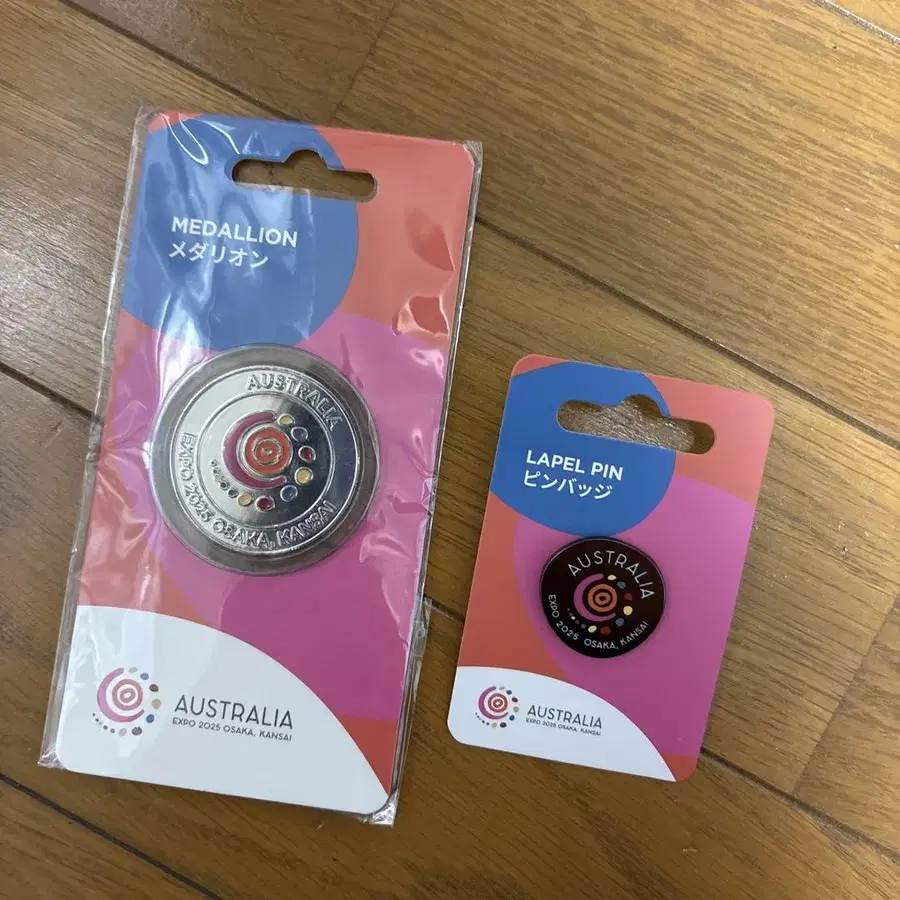 MEDALLION
メダリオン
AUSTRALIA
EXPO 2025 OSAKA, KANSAI
AUSTRALIA
EXPO 2025 OSAKA, KANSAI
LAPEL PIN
ピンバッジ
AUSTRALIA
EXPO 2025 OSAKA, KANSAI
AUSTRALIA
EXPO 2025 OSAKA, KANSAI